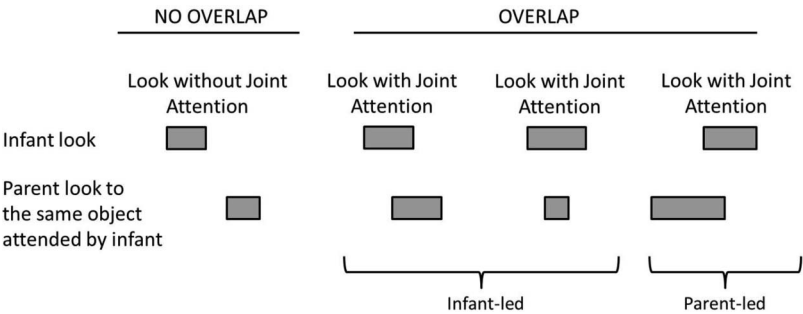 NO OVERLAP
OVERLAP
Look without Joint
Attention
Look with Joint
Attention
Look with Joint
Attention
Look with Joint
Attention
Infant look
Parent look to
the same object
attended by infant
Infant-led
Parent-led